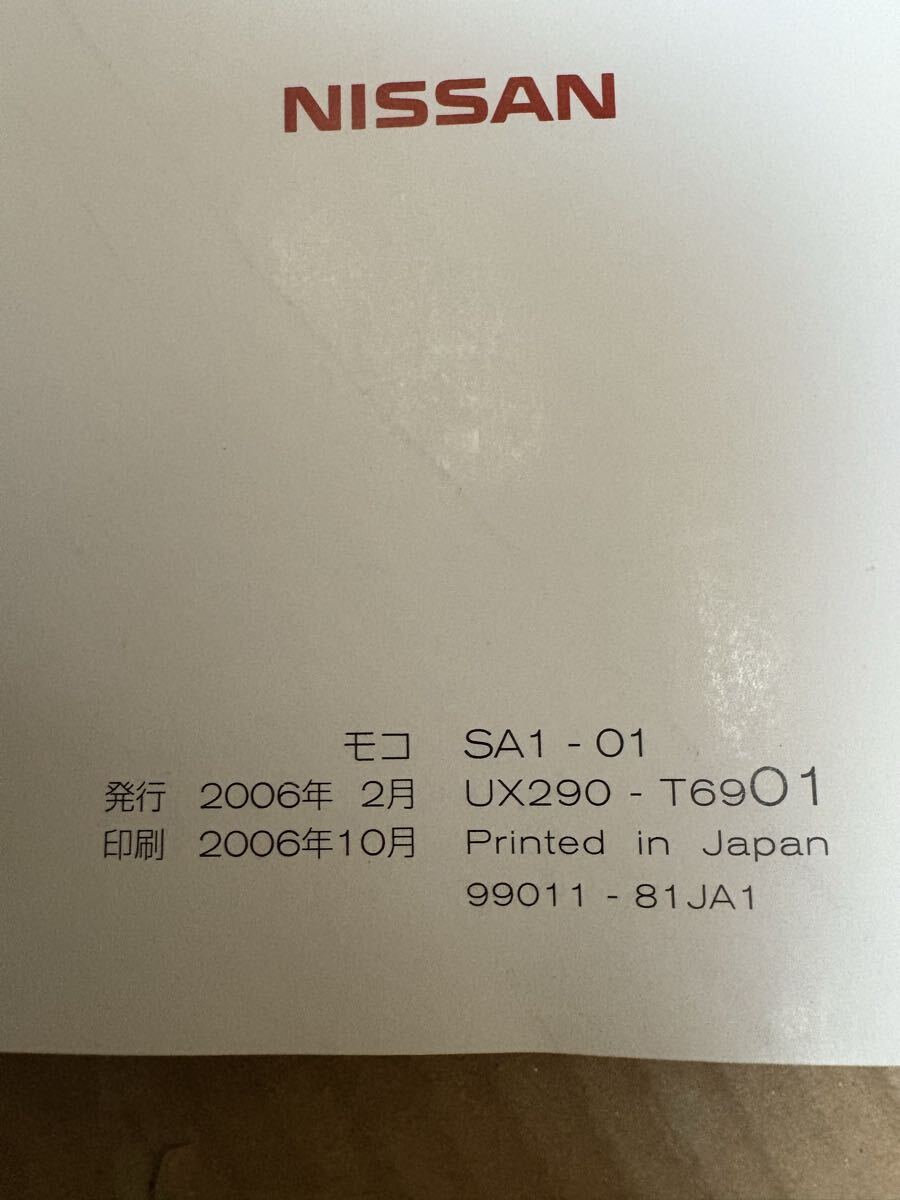 NISSAN
モコ SA1 - 01
発行 2006年 2月 UX290 - T6901
印刷 2006年10月 Printed in Japan
99011 - 81JA1